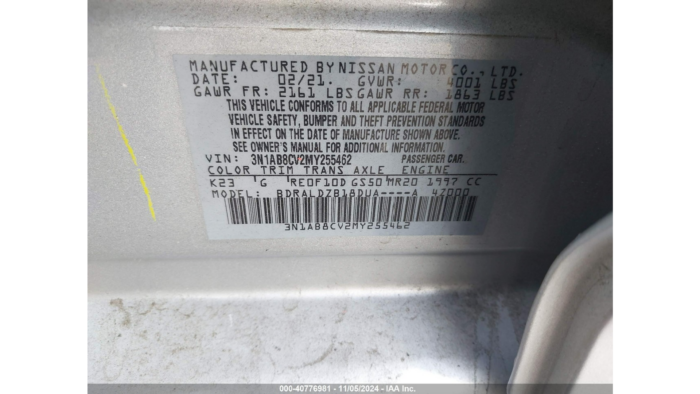 MANUFACTURED BY NISSAN MOTOR CO., LTD.
DATE: 02/21. GVWR: 4001 LBS
GAWR FR: 2161 LBS GAWR RR: 1863 LBS
THIS VEHICLE CONFORMS TO ALL APPLICABLE FEDERAL MOTOR
VEHICLE SAFETY, BUMPER AND THEFT PREVENTION STANDARDS
IN EFFECT ON THE DATE OF MANUFACTURE SHOWN ABOVE.
SEE OWNER'S MANUAL FOR ADDITIONAL INFORMATION.
VIN: 3N1AB8CV2MY255462 PASSENGER CAR.
COLOR TRIM TRANS AXLE ENGINE
K23 G RE0F10D GS50 MR20 1997 CC
MODEL: BDRALDZB18DUA----A 4Z000
3N1AB8CV2MY255462
000-40776981 - 11/05/2024 - IAA Inc.